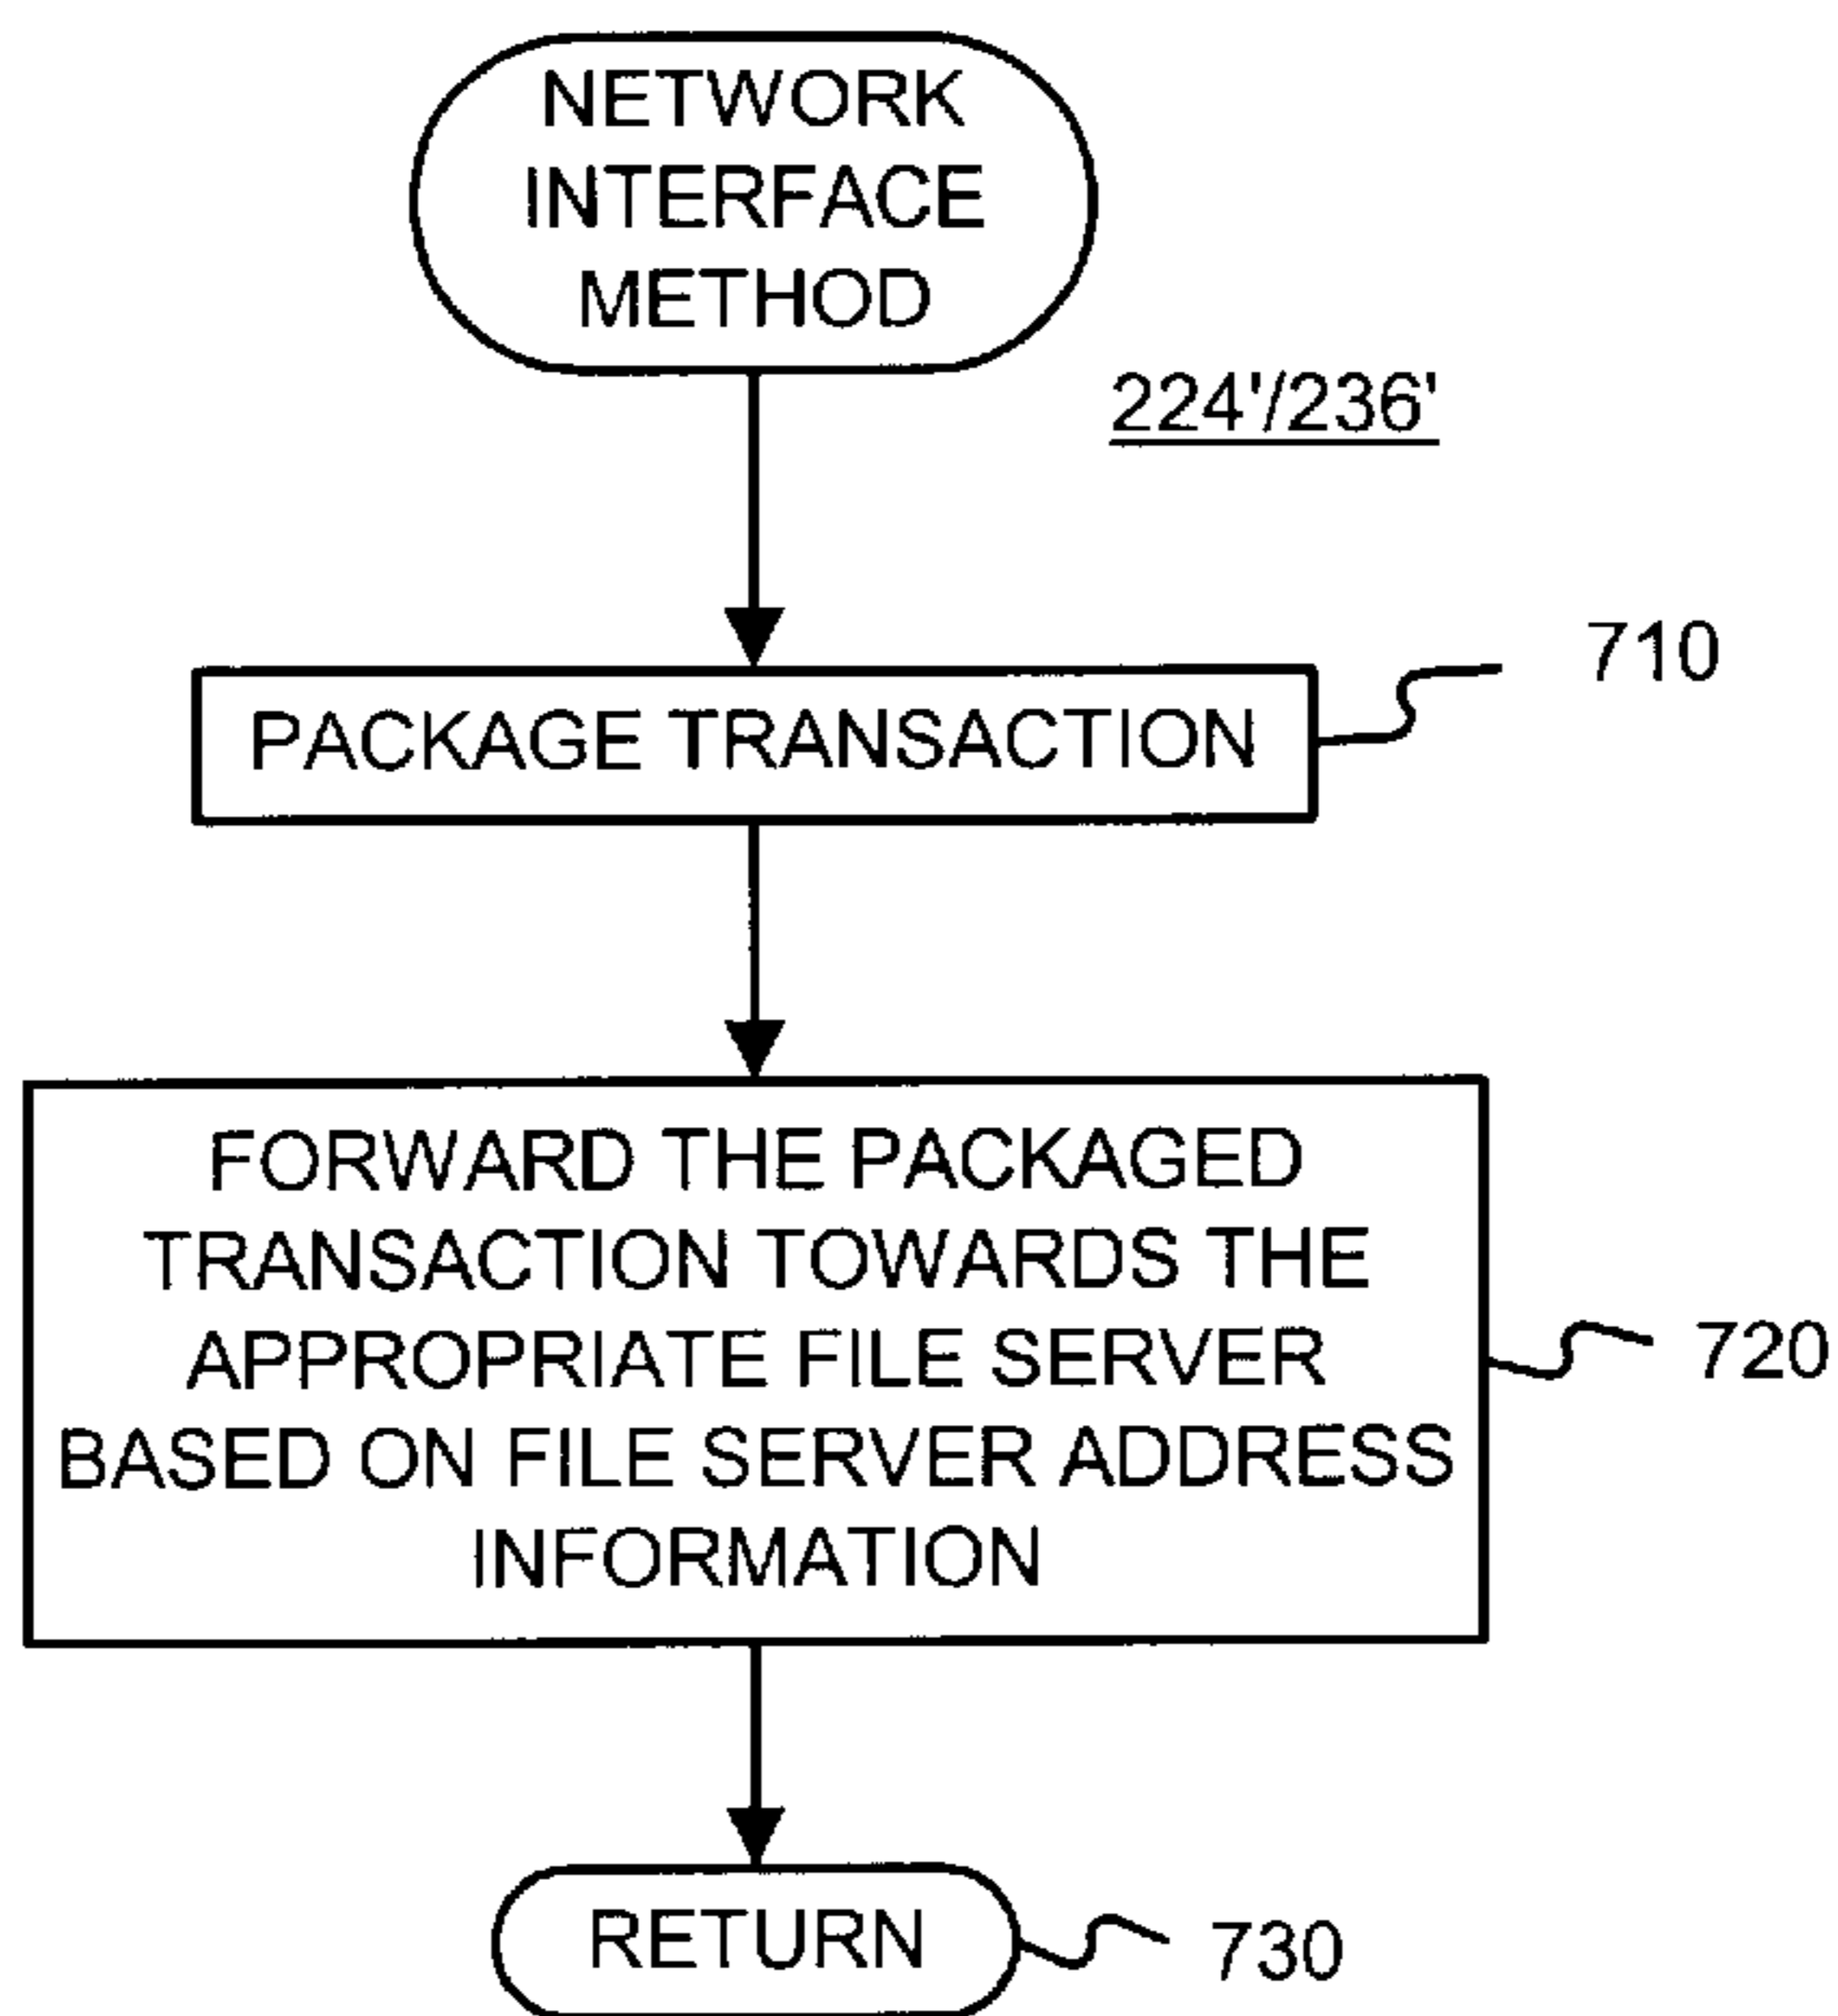 NETWORK
INTERFACE
METHOD
224'/236'
710
PACKAGE TRANSACTION
FORWARD THE PACKAGED
TRANSACTION TOWARDS THE
APPROPRIATE FILE SERVER
BASED ON FILE SERVER ADDRESS
INFORMATION
720
RETURN
730